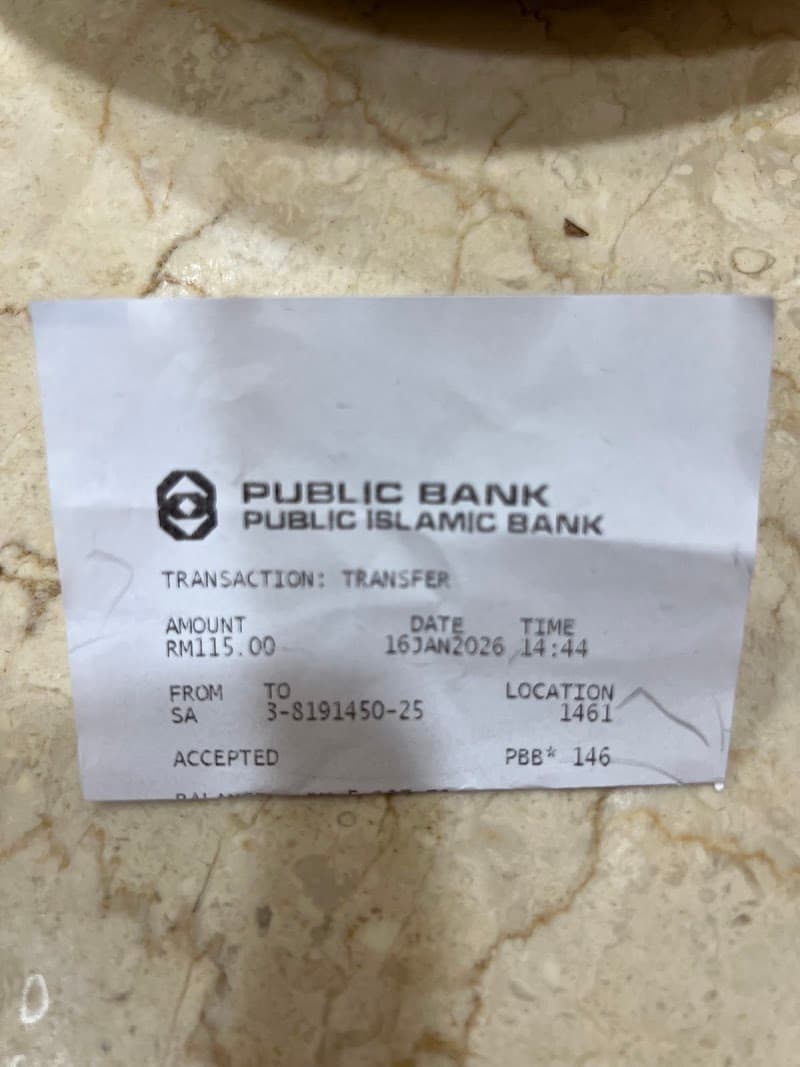 PUBLIC BANK
PUBLIC ISLAMIC BANK
TRANSACTION: TRANSFER
AMOUNT DATE TIME
RM115.00 16JAN2026 14:44
FROM TO LOCATION
SA 3-8191450-25 1461
ACCEPTED PBB* 146